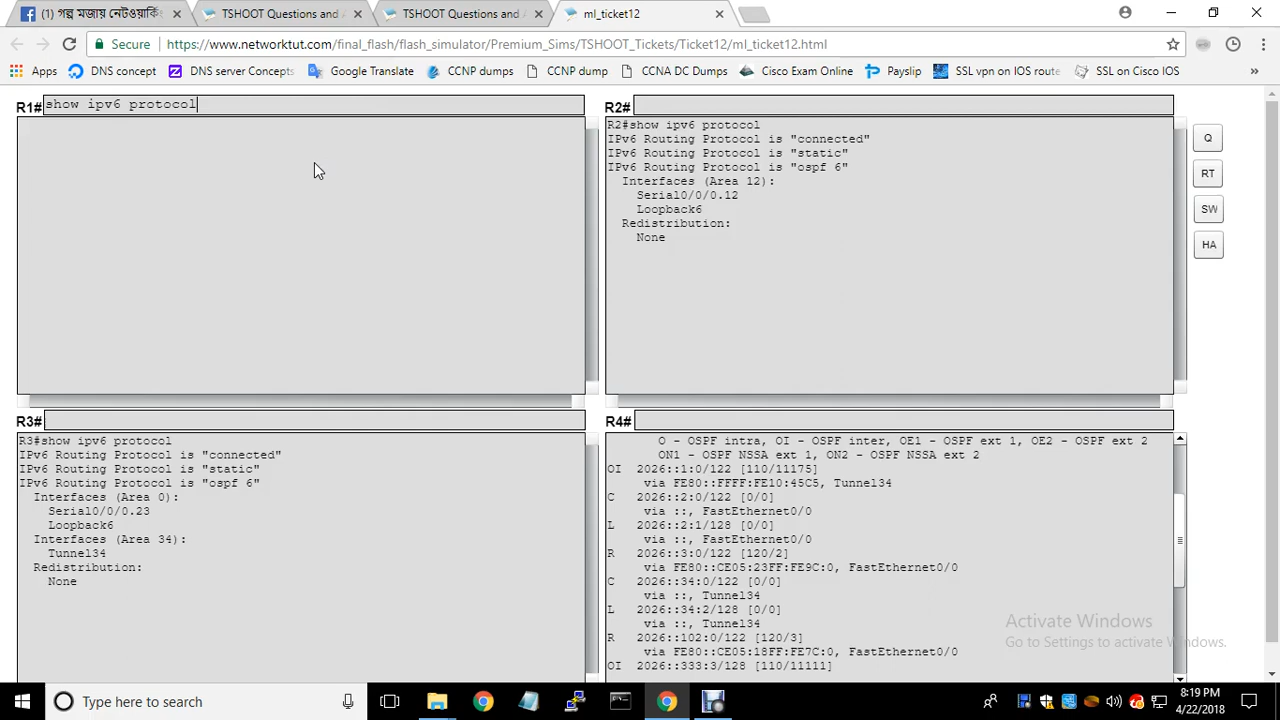 (1) গল্প মজায় নেটওয়ার্কিং
TSHOOT Questions and
TSHOOT Questions and
ml_ticket12
Secure
https://www.networktut.com/final_flash/flash_simulator/Premium_Sims/TSHOOT_Tickets/Ticket12/ml_ticket12.html
Apps
DNS concept
DNS server Concepts
Google Translate
CCNP dumps
CCNP dumps
CCNA DC Dumps
Cisco Exam Online
Payslip
SSL vpn on IOS route
SSL on Cisco IOS
»
R1#
show ipv6 protocol
R2#
R2#show ipv6 protocol
IPv6 Routing Protocol is "connected"
IPv6 Routing Protocol is "static"
IPv6 Routing Protocol is "ospf 6"
Interfaces (Area 12):
Serial0/0/0.12
Loopback6
Redistribution:
None
Q
RT
SW
HA
R3#
R3#show ipv6 protocol
IPv6 Routing Protocol is "connected"
IPv6 Routing Protocol is "static"
IPv6 Routing Protocol is "ospf 6"
Interfaces (Area 0):
Serial0/0/0.23
Loopback6
Interfaces (Area 34):
Tunnel34
Redistribution:
None
R4#
O - OSPF intra, OI - OSPF inter, OE1 - OSPF ext 1, OE2 - OSPF ext 2
ON1 - OSPF NSSA ext 1, ON2 - OSPF NSSA ext 2
OI 2026::1:0/122 [110/11175]
via FE80::FFFF:FE10:45C5, Tunnel34
C 2026::2:0/122 [0/0]
via ::, FastEthernet0/0
L 2026::2:1/128 [0/0]
via ::, FastEthernet0/0
R 2026::3:0/122 [120/2]
via FE80::CE05:23FF:FE9C:0, FastEthernet0/0
C 2026::34:0/122 [0/0]
via ::, Tunnel34
L 2026::34:2/128 [0/0]
via ::, Tunnel34
R 2026::102:0/122 [120/3]
via FE80::CE05:18FF:FE7C:0, FastEthernet0/0
OI 2026::333:3/128 [110/11111]
Activate Windows
Go to Settings to activate Windows.
Type here to search
8:19 PM
4/22/2018